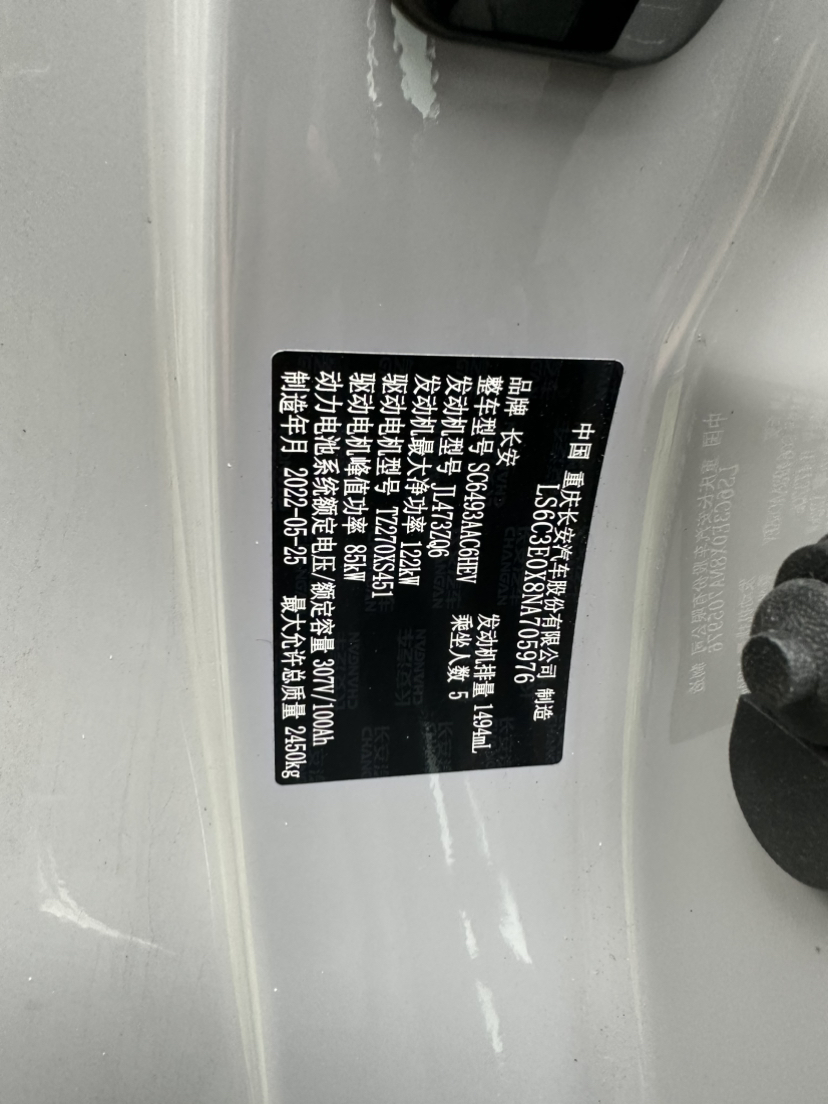 中国 重庆长安汽车股份有限公司 制造
LS6C3E0X8NA705976
品牌 长安
整车型号 SC6493AAC6HEV 发动机排量 1494mL
发动机型号 JL473ZQ6 乘坐人数 5
发动机最大净功率 122kW
驱动电机型号 TZ270XS451
驱动电机峰值功率 85kW
动力电池系统额定电压/额定容量 307V/100Ah
制造年月 2022-05-25 最大允许总质量 2450kg